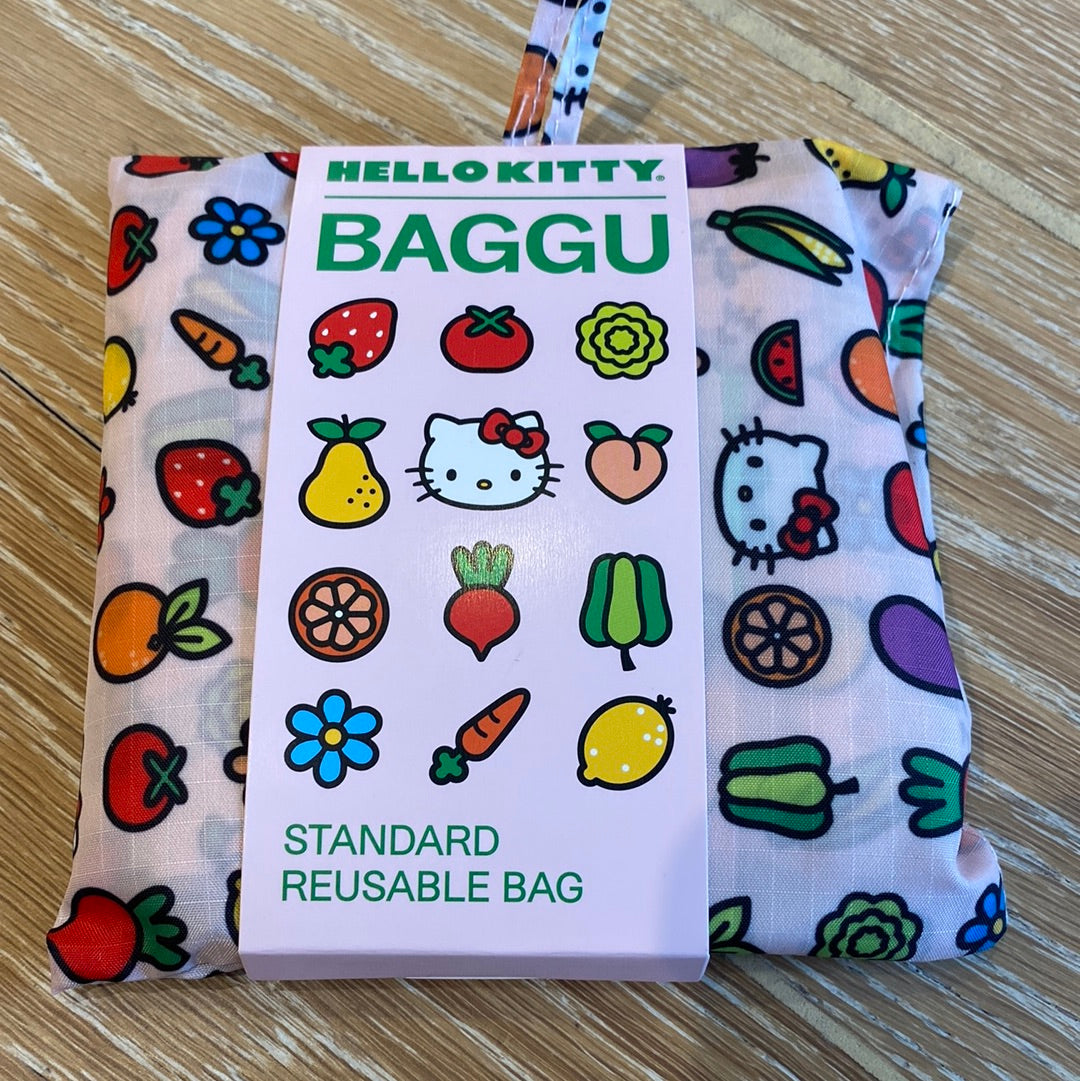 HELLO KITTY®
BAGGU
STANDARD
REUSABLE BAG